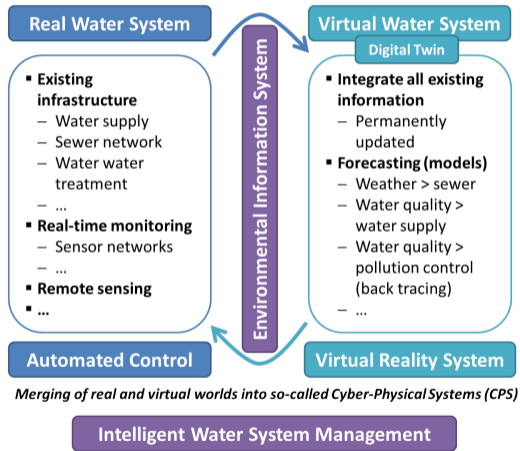 Real Water System
Virtual Water System
Digital Twin
▪ Existing
infrastructure
– Water supply
– Sewer network
– Water water
treatment
– ...
▪ Real-time monitoring
– Sensor networks
– ...
▪ Remote sensing
▪ ...
Environmental Information System
▪ Integrate all existing
information
– Permanently
updated
▪ Forecasting (models)
– Weather > sewer
– Water quality >
water supply
– Water quality >
pollution control
(back tracing)
– ...
Automated Control
Virtual Reality System
Merging of real and virtual worlds into so-called Cyber-Physical Systems (CPS)
Intelligent Water System Management